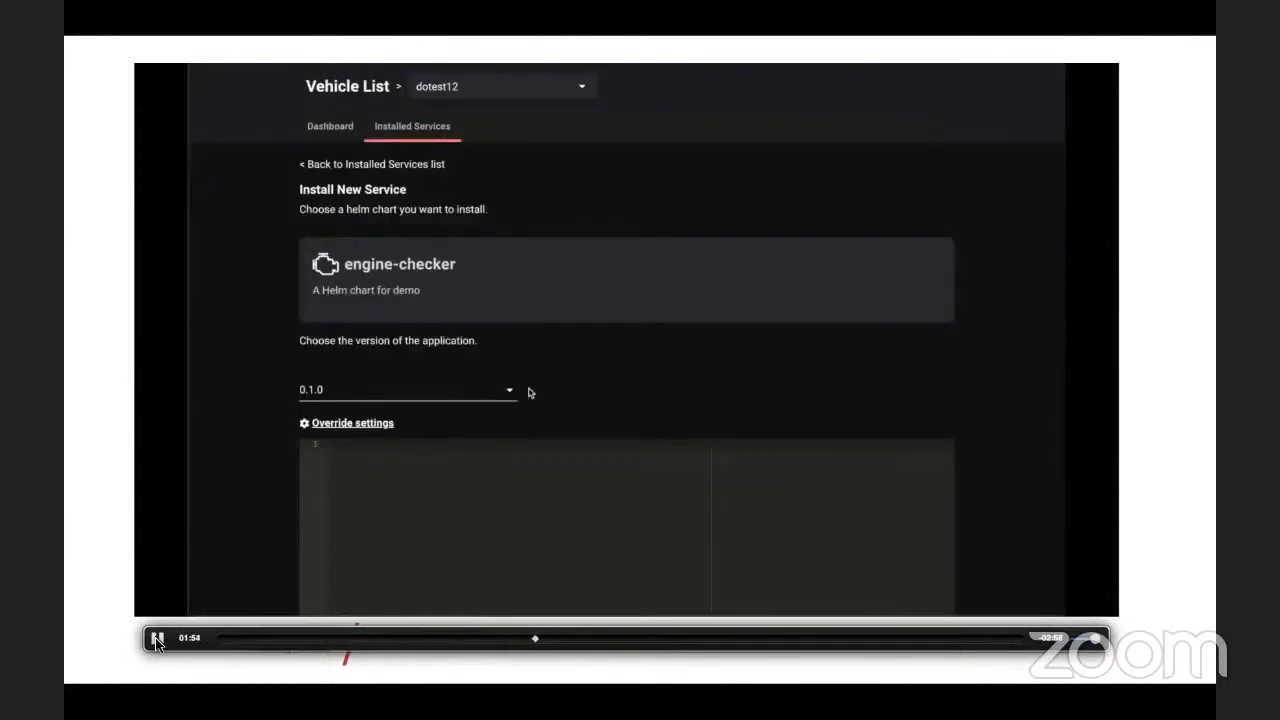 Vehicle List > dotest12
Dashboard Installed Services
< Back to Installed Services list
Install New Service
Choose a helm chart you want to install.
engine-checker
A Helm chart for demo
Choose the version of the application.
0.1.0
Override settings
1
01:54
zoom